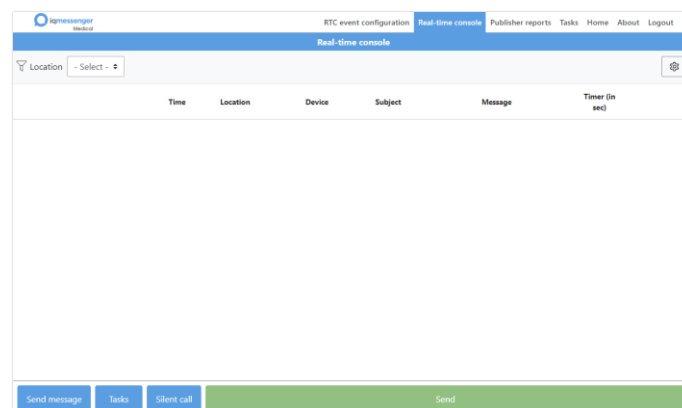 iqmessenger
Medical
RTC event configuration Real-time console Publisher reports Tasks Home About Logout
Real-time console
Location - Select -
Time Location Device Subject Message Timer (in
sec)
Send message Tasks Silent call Send